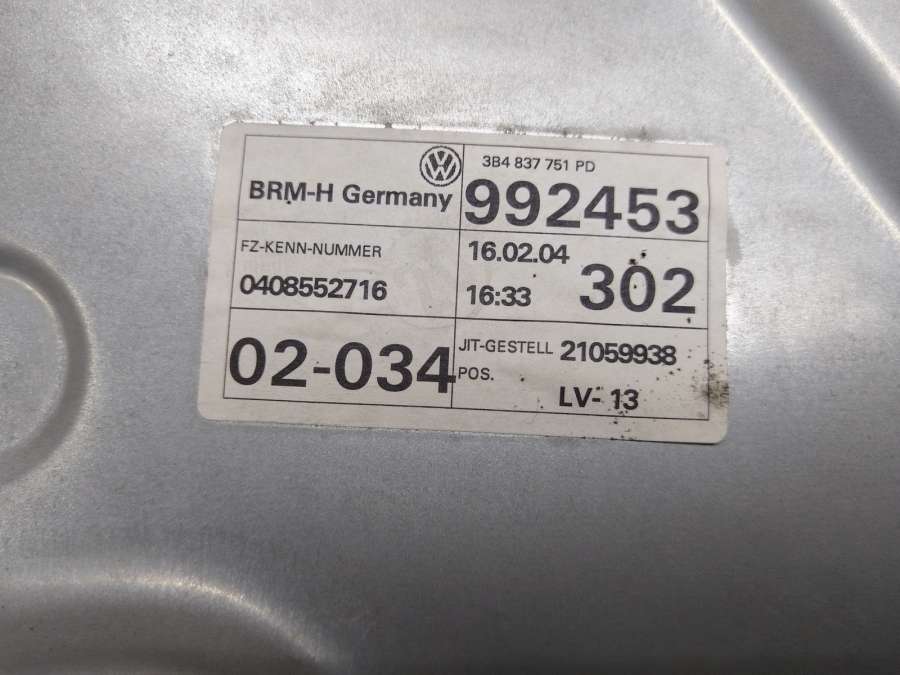 3B4 837 751 PD
BRM-H Germany
992453
FZ-KENN-NUMMER
0408552716
16.02.04
16:33
302
02-034
JIT-GESTELL 21059938
POS.
LV- 13